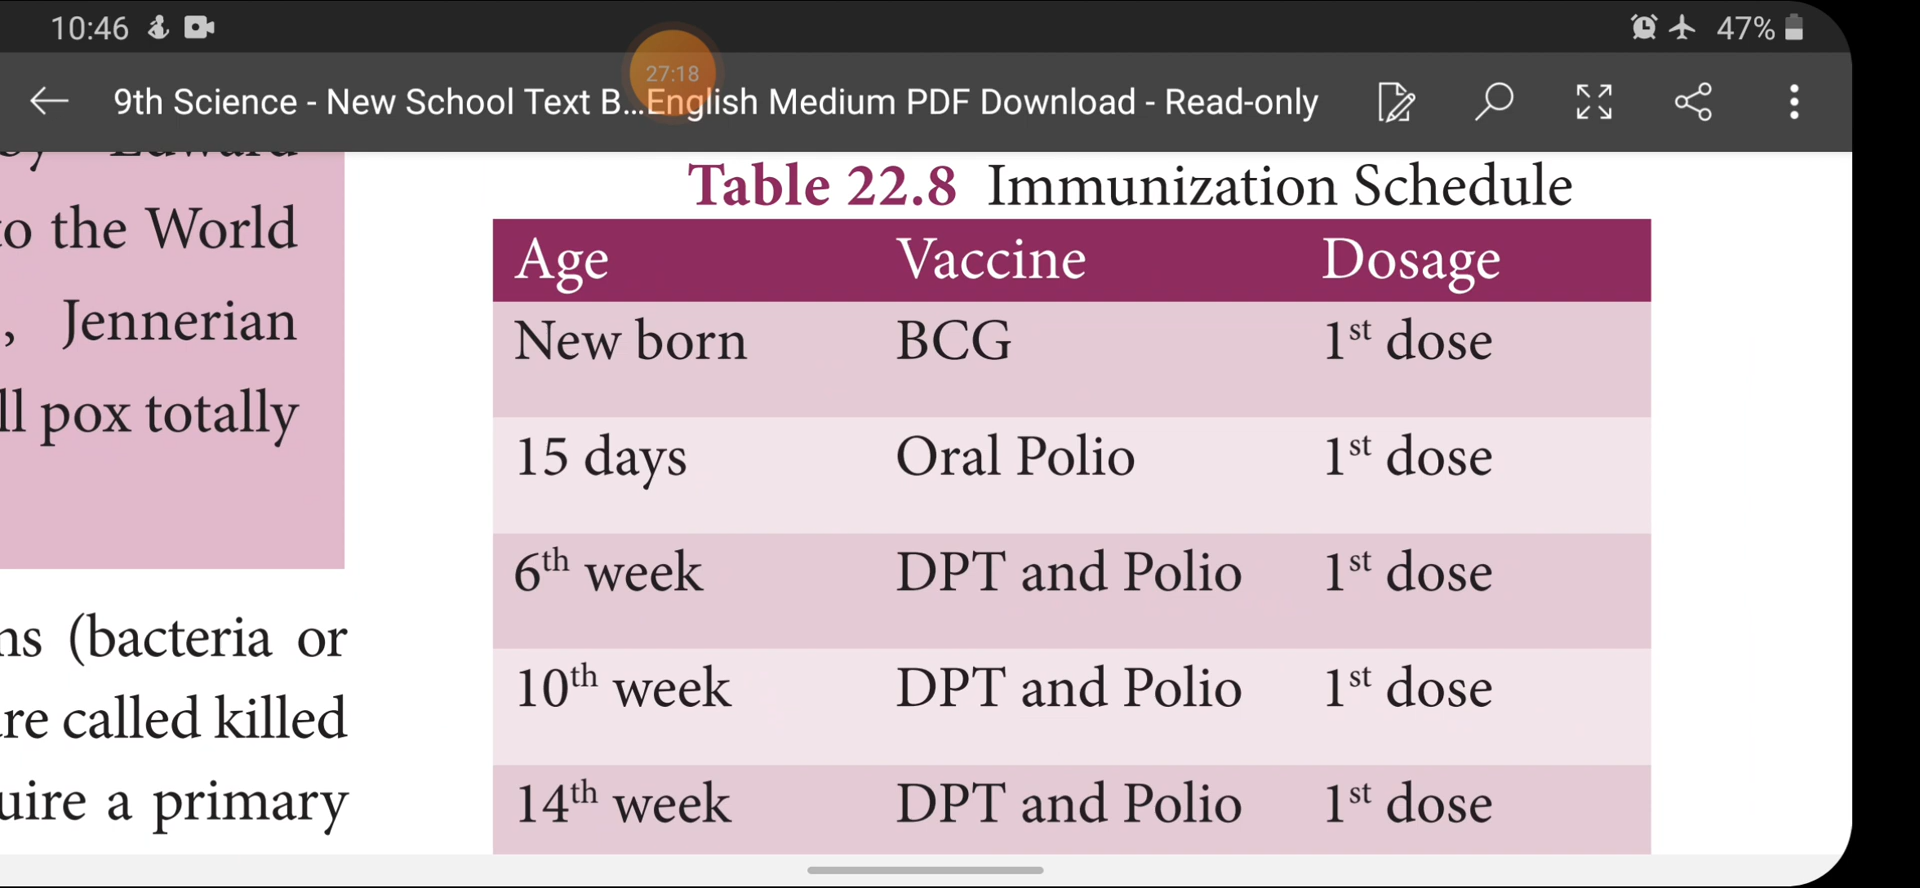 10:46
47%
27:18
9th Science - New School Text B...English Medium PDF Download - Read-only
to the World
, Jennerian
ll pox totally
ns (bacteria or
re called killed
uire a primary
Table 22.8 Immunization Schedule
Age Vaccine Dosage
New born BCG 1st dose
15 days Oral Polio 1st dose
6th week DPT and Polio 1st dose
10th week DPT and Polio 1st dose
14th week DPT and Polio 1st dose